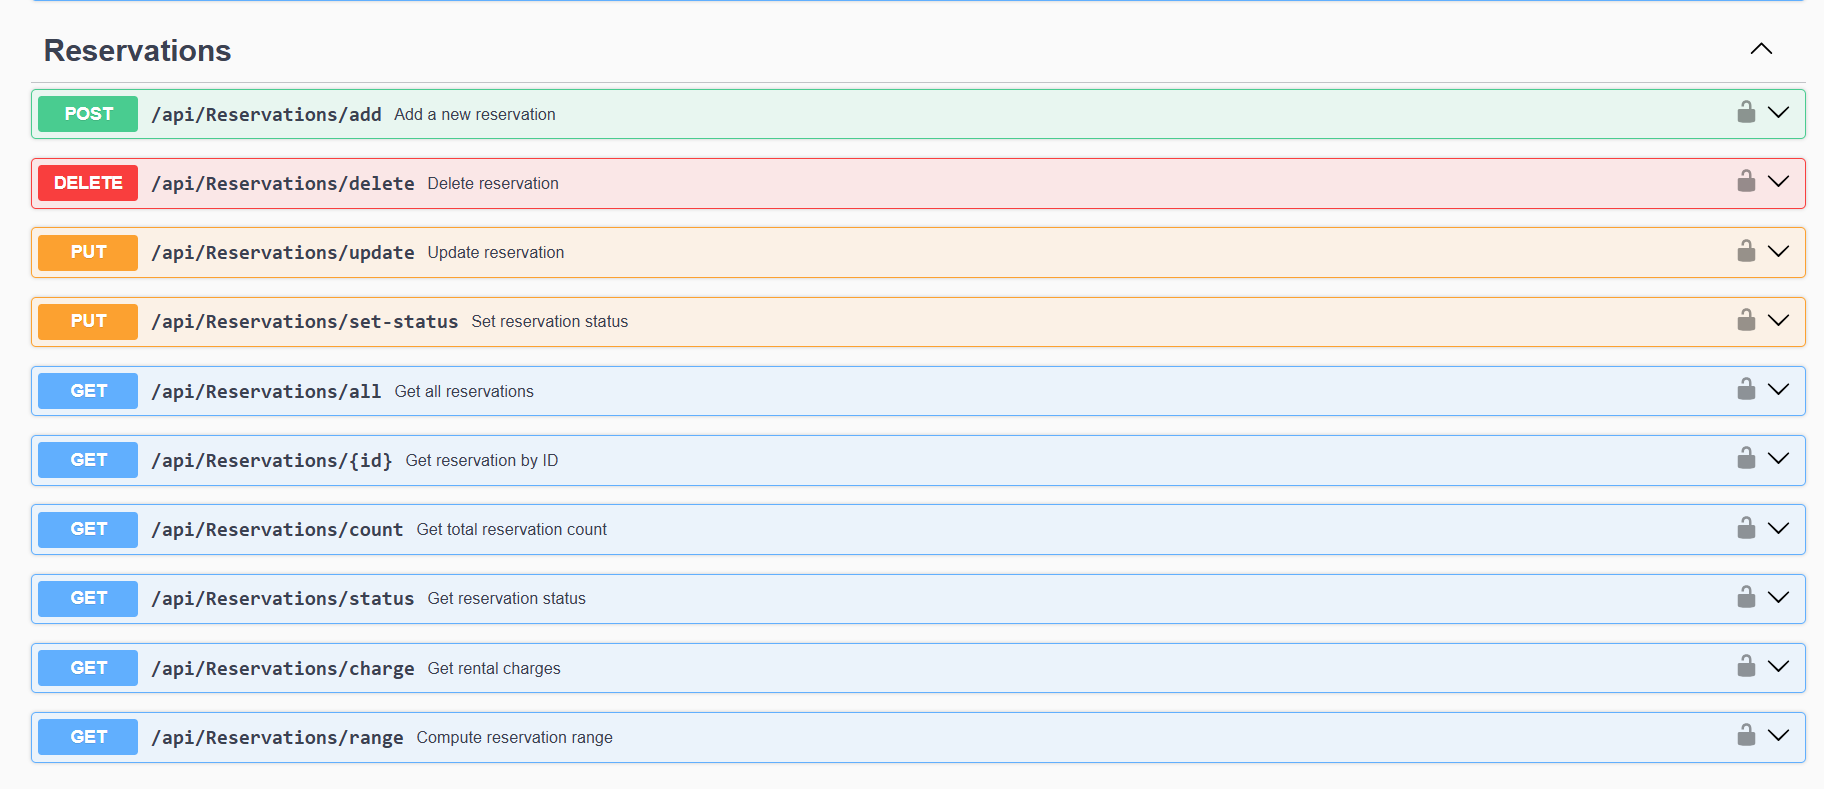 Reservations
POST /api/Reservations/add Add a new reservation
DELETE /api/Reservations/delete Delete reservation
PUT /api/Reservations/update Update reservation
PUT /api/Reservations/set-status Set reservation status
GET /api/Reservations/all Get all reservations
GET /api/Reservations/{id} Get reservation by ID
GET /api/Reservations/count Get total reservation count
GET /api/Reservations/status Get reservation status
GET /api/Reservations/charge Get rental charges
GET /api/Reservations/range Compute reservation range